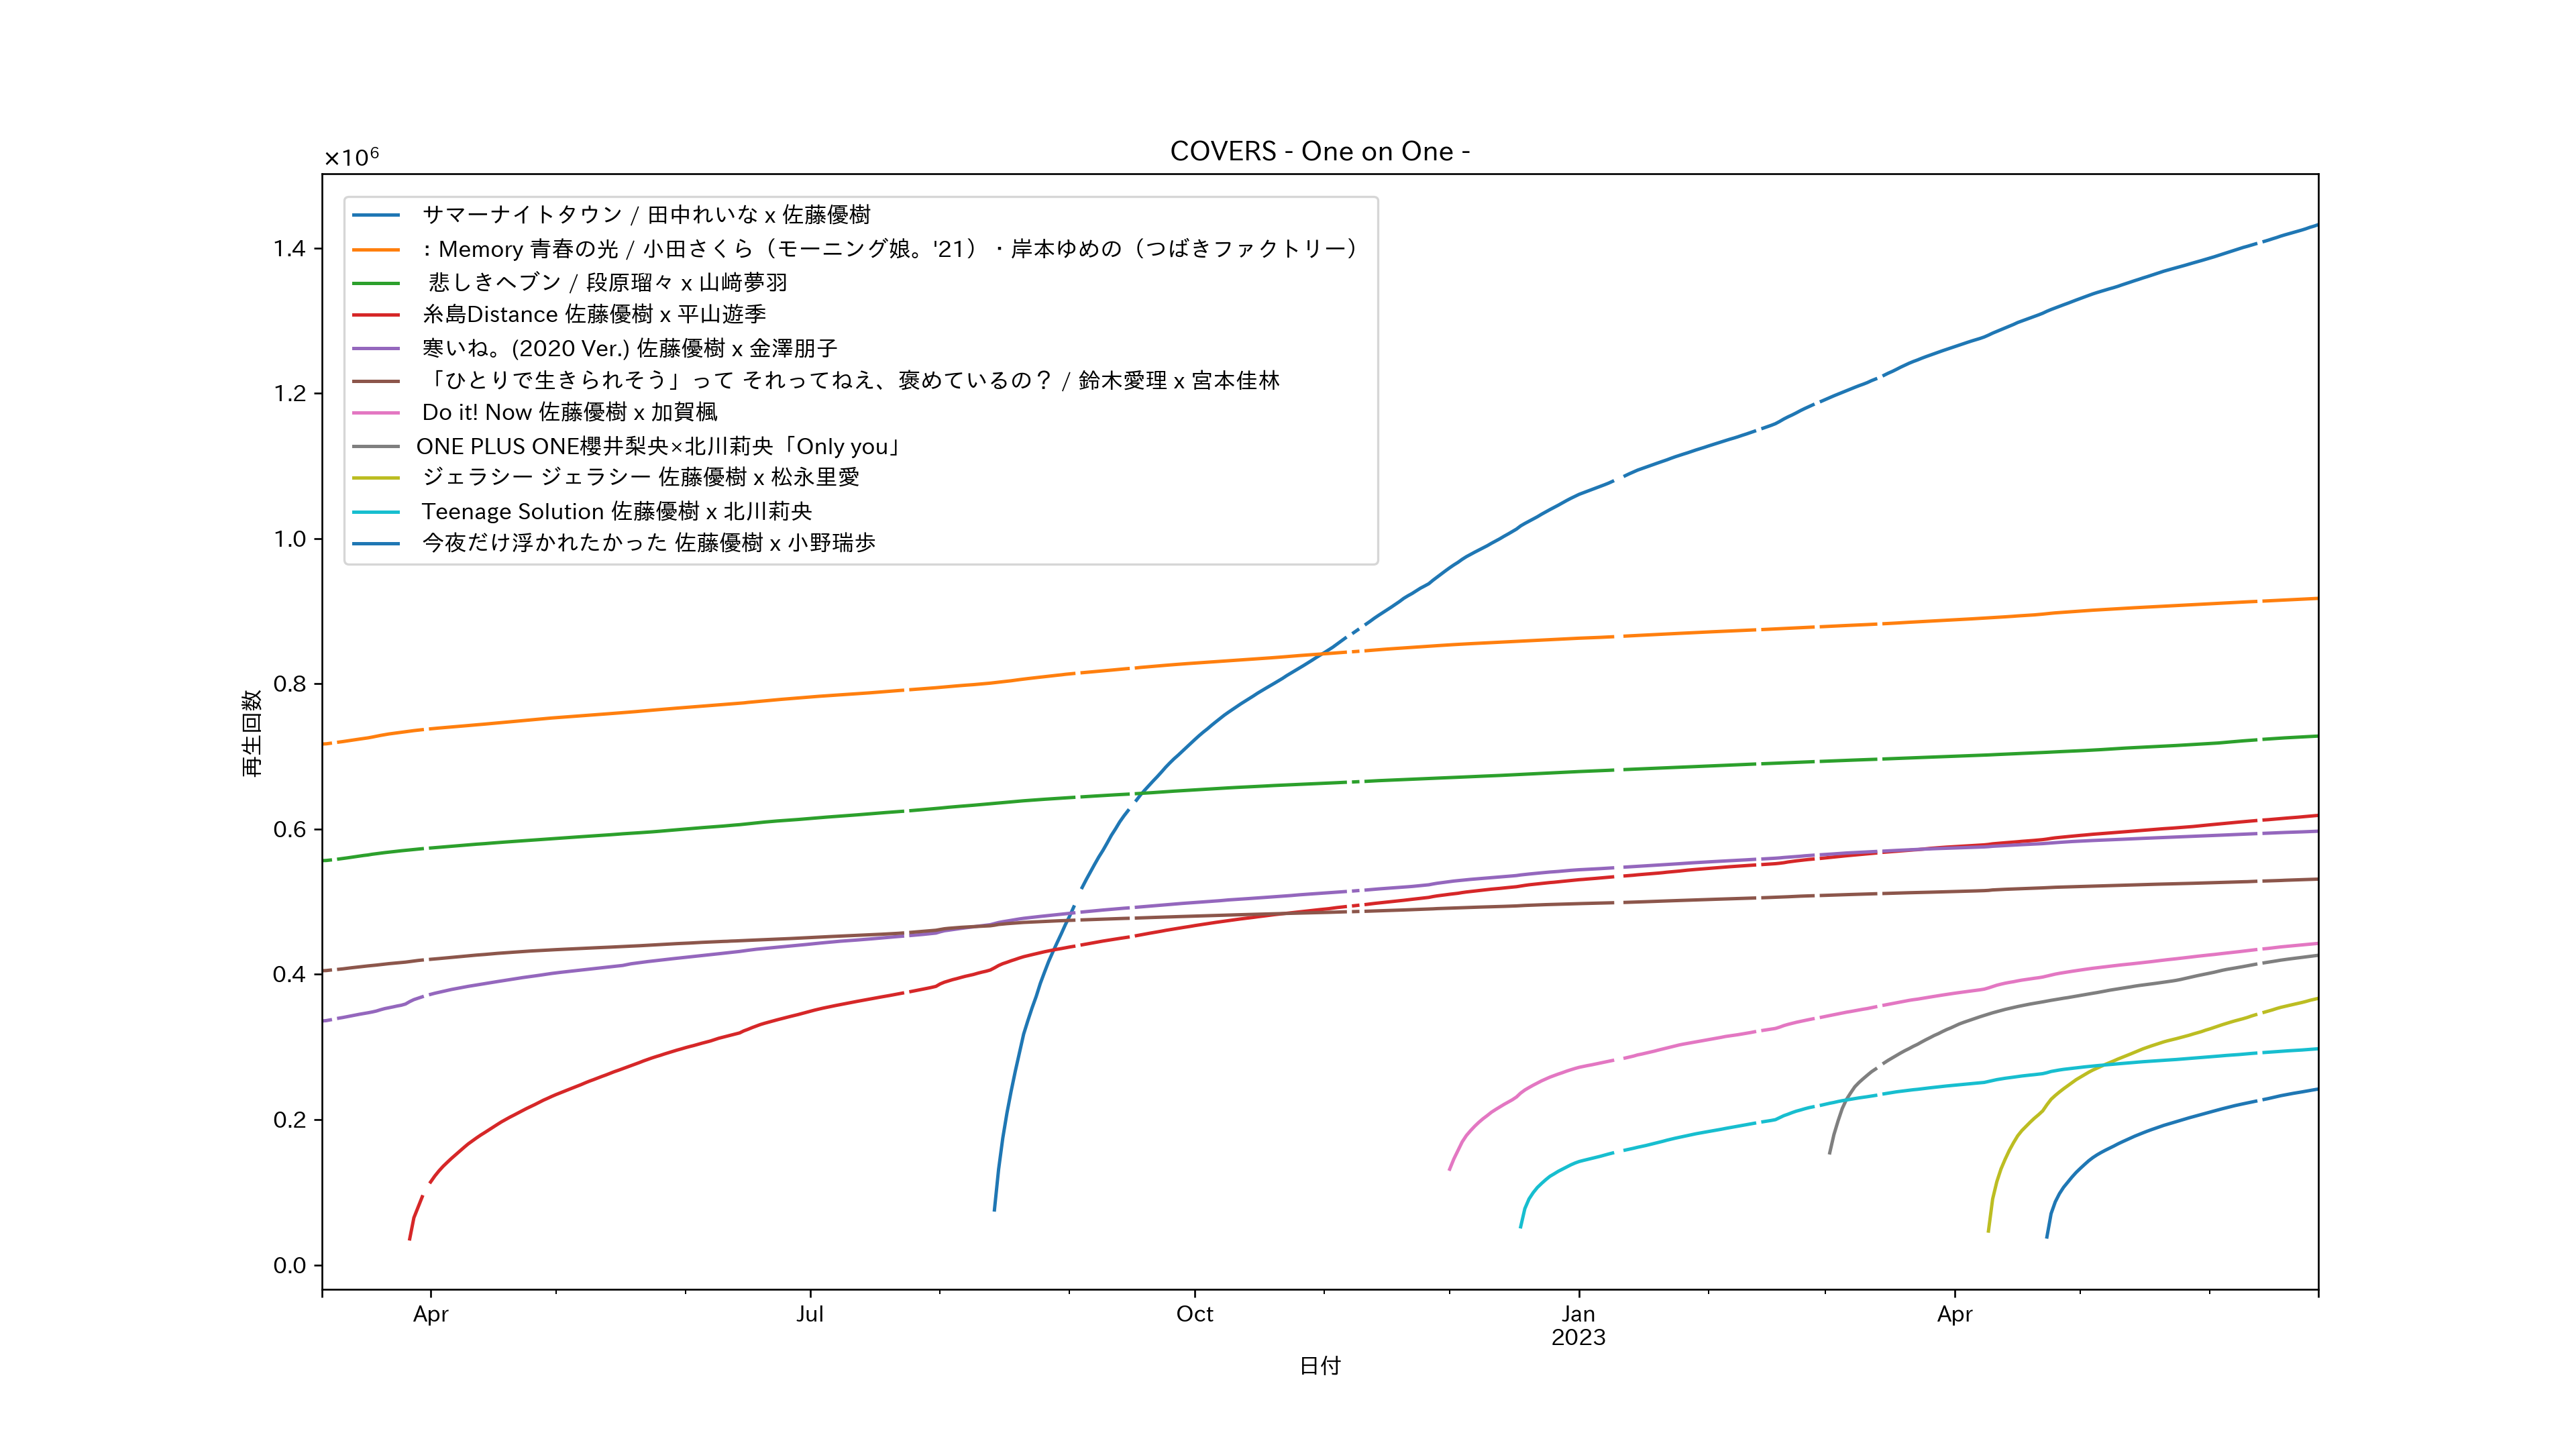 COVERS - One on One -
×10⁶
サマーナイトタウン / 田中れいな x 佐藤優樹
: Memory 青春の光 / 小田さくら（モーニング娘。'21）・岸本ゆめの（つばきファクトリー）
悲しきヘブン / 段原瑠々 x 山﨑夢羽
糸島Distance 佐藤優樹 x 平山遊季
寒いね。(2020 Ver.) 佐藤優樹 x 金澤朋子
「ひとりで生きられそう」って それってねえ、褒めているの？ / 鈴木愛理 x 宮本佳林
Do it! Now 佐藤優樹 x 加賀楓
ONE PLUS ONE櫻井梨央×北川莉央「Only you」
ジェラシー ジェラシー 佐藤優樹 x 松永里愛
Teenage Solution 佐藤優樹 x 北川莉央
今夜だけ浮かれたかった 佐藤優樹 x 小野瑞歩
1.4
1.2
1.0
0.8
0.6
0.4
0.2
0.0
再生回数
Apr Jul Oct Jan Apr
2023
日付